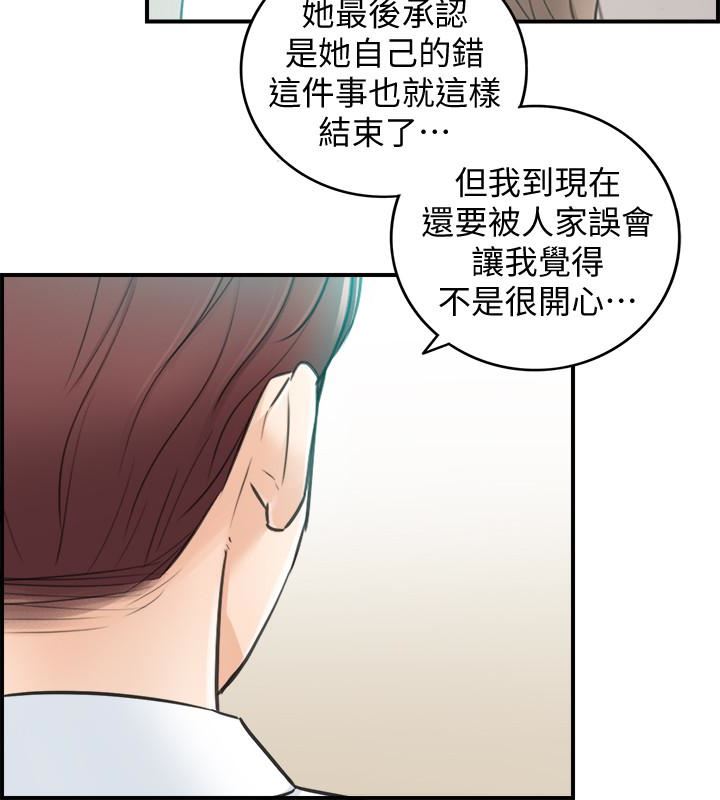 她最後承認
是她自己的錯
這件事也就這樣
結束了…
但我到現在
還要被人家誤會
讓我覺得
不是很開心…